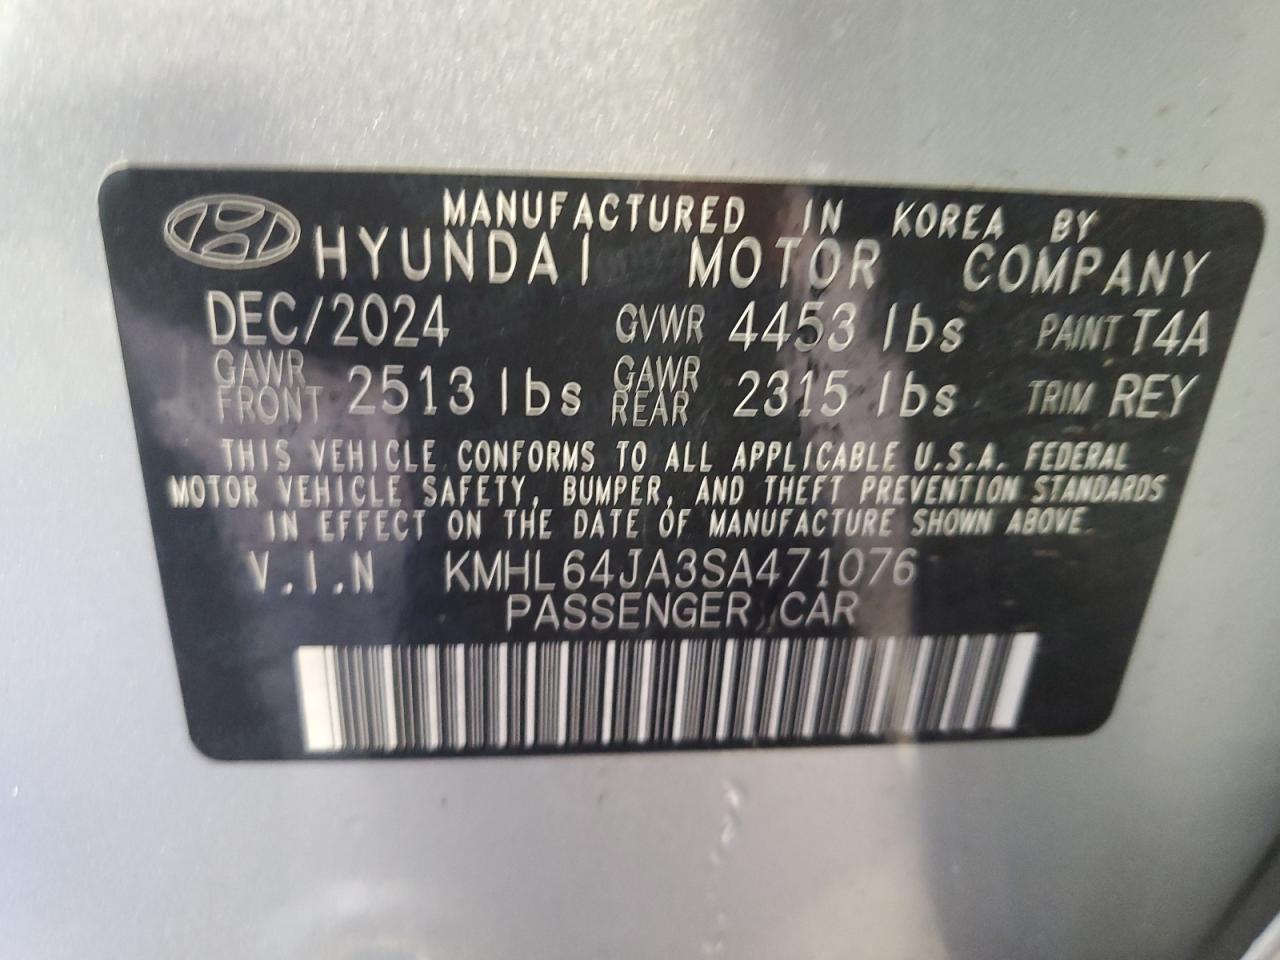 MANUFACTURED IN KOREA BY
HYUNDAI MOTOR COMPANY
DEC/2024 GVWR 4453 lbs PAINT T4A
GAWR FRONT 2513 lbs GAWR REAR 2315 lbs TRIM REY
THIS VEHICLE CONFORMS TO ALL APPLICABLE U.S.A. FEDERAL
MOTOR VEHICLE SAFETY, BUMPER, AND THEFT PREVENTION STANDARDS
IN EFFECT ON THE DATE OF MANUFACTURE SHOWN ABOVE.
V.I.N KMHL64JA3SA471076
PASSENGER CAR